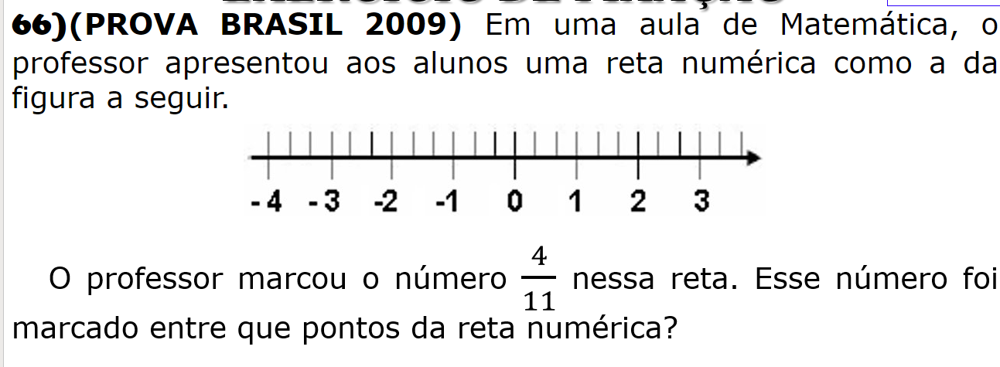 66)(PROVA BRASIL 2009) Em uma aula de Matemática, o
professor apresentou aos alunos uma reta numérica como a da
figura a seguir.
- 4 - 3 -2 -1 0 1 2 3
O professor marcou o número 4/11 nessa reta. Esse número foi
marcado entre que pontos da reta numérica?